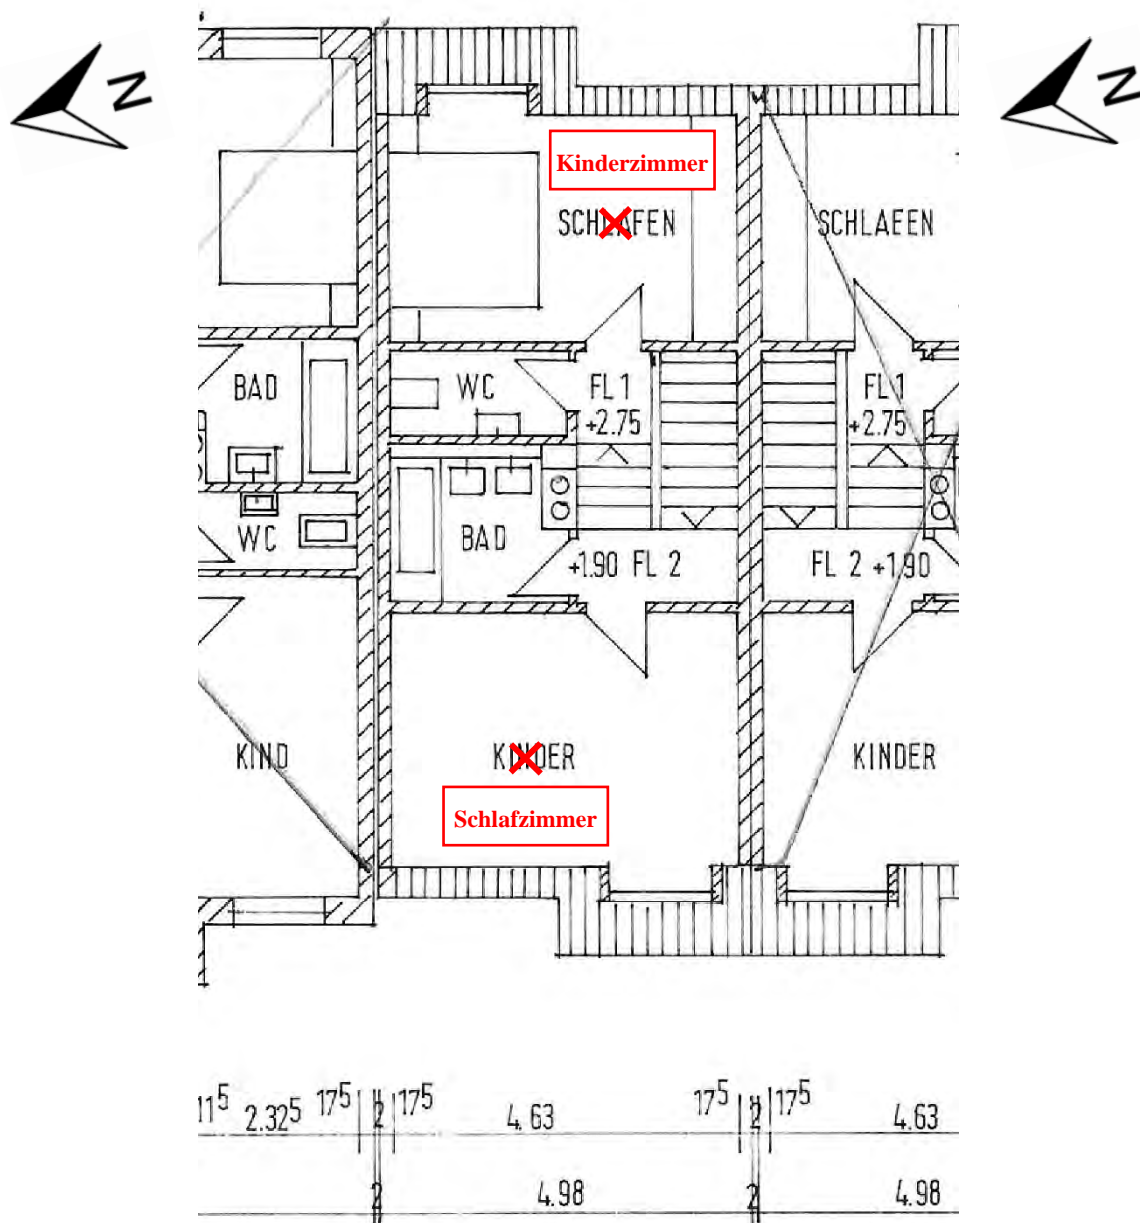 N
N
Kinderzimmer
SCHLAFEN
SCHLAEEN
BAD
WC
FL 1
+2.75
FL 1
+2.75
WC
BAD
+1.90 FL 2
FL 2 +1.90
KIND
KINDER
KINDER
Schlafzimmer
11⁵
2.32⁵
17⁵
2
17⁵
4.63
17⁵
2
17⁵
4.63
2
4.98
2
4.98